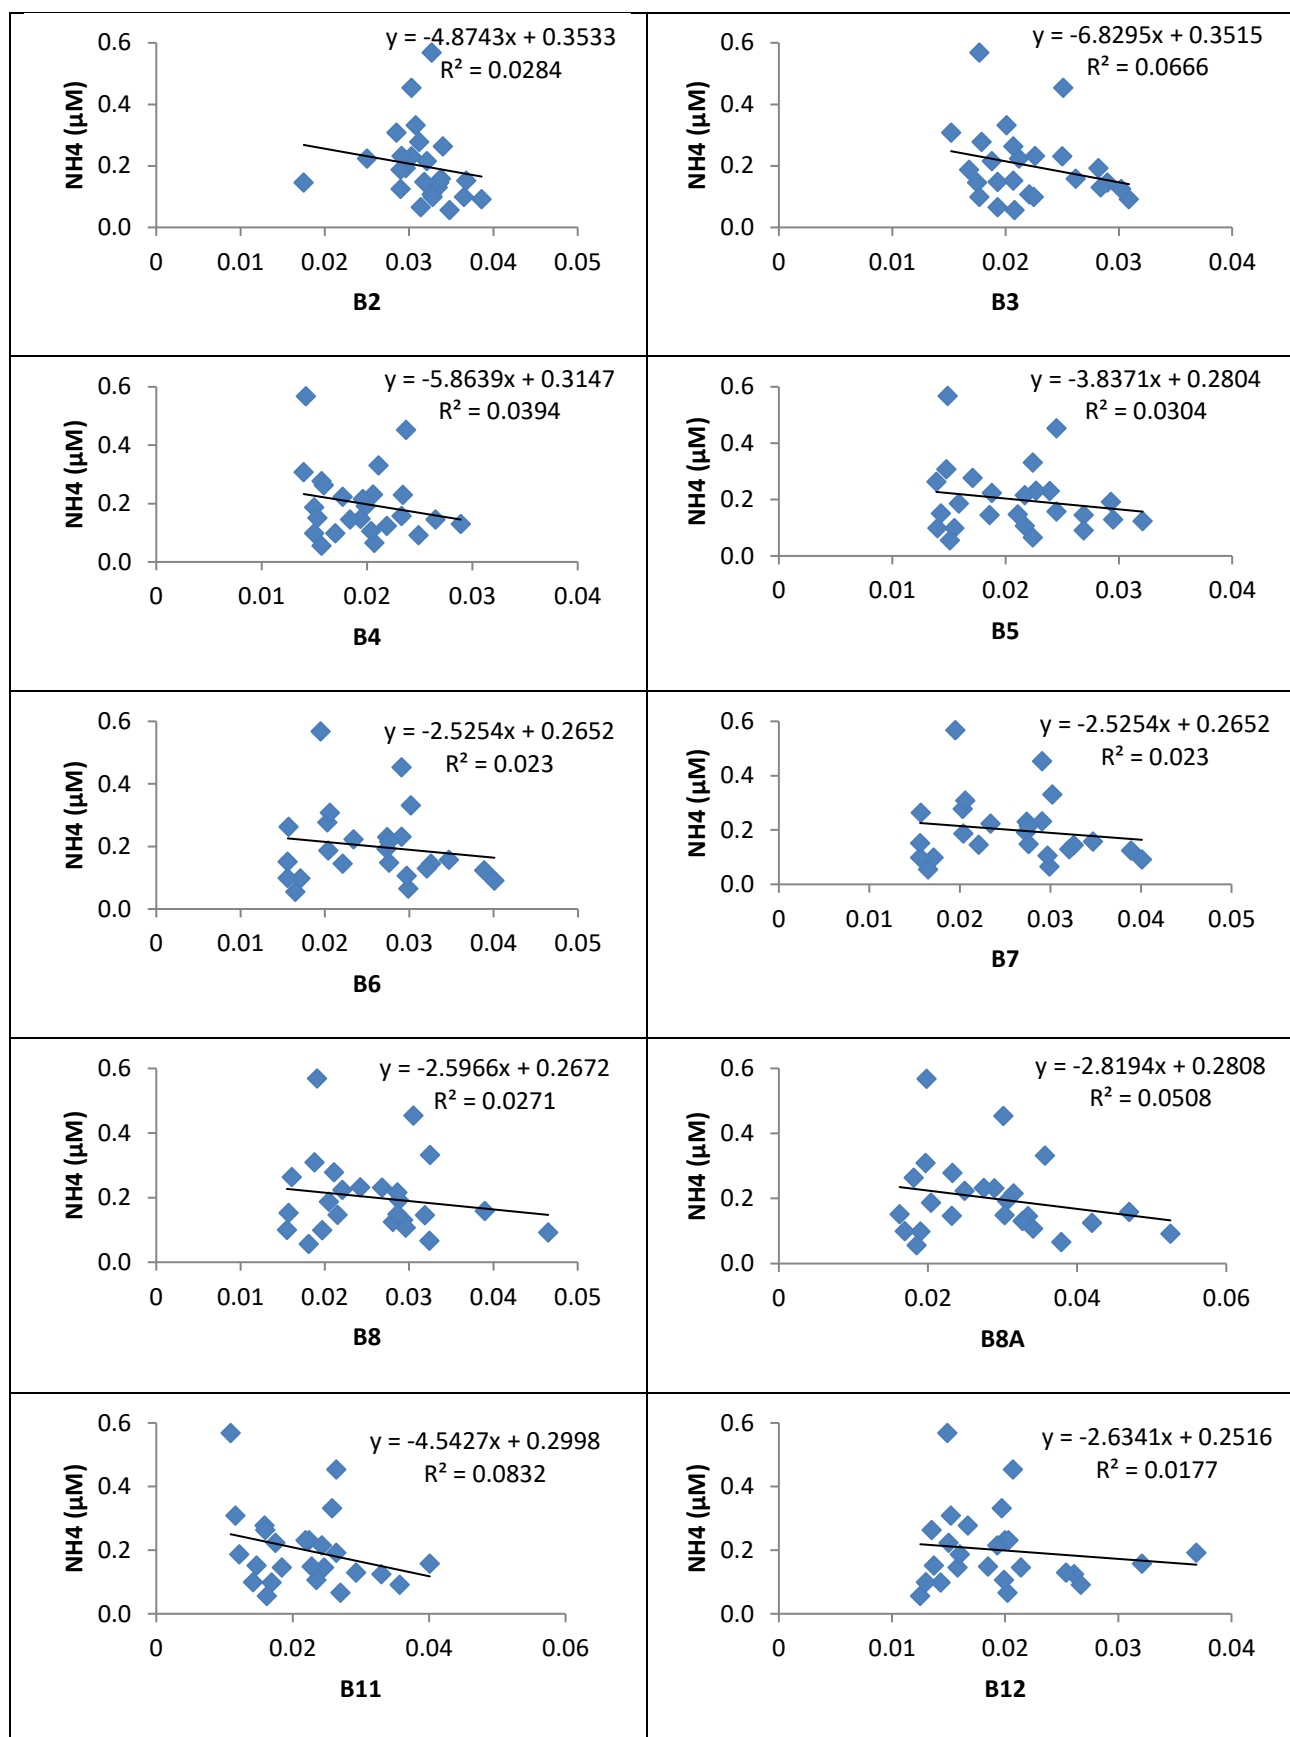 y = -4.8743x + 0.3533
R² = 0.0284
0.6
0.4
0.2
0.0
NH4 (µM)
0 0.01 0.02 0.03 0.04 0.05
B2
y = -6.8295x + 0.3515
R² = 0.0666
0.6
0.4
0.2
0.0
NH4 (µM)
0 0.01 0.02 0.03 0.04
B3
y = -5.8639x + 0.3147
R² = 0.0394
0.6
0.4
0.2
0.0
NH4 (µM)
0 0.01 0.02 0.03 0.04
B4
y = -3.8371x + 0.2804
R² = 0.0304
0.6
0.4
0.2
0.0
NH4 (µM)
0 0.01 0.02 0.03 0.04
B5
y = -2.5254x + 0.2652
R² = 0.023
0.6
0.4
0.2
0.0
NH4 (µM)
0 0.01 0.02 0.03 0.04 0.05
B6
y = -2.5254x + 0.2652
R² = 0.023
0.6
0.4
0.2
0.0
NH4 (µM)
0 0.01 0.02 0.03 0.04 0.05
B7
y = -2.5966x + 0.2672
R² = 0.0271
0.6
0.4
0.2
0.0
NH4 (µM)
0 0.01 0.02 0.03 0.04 0.05
B8
y = -2.8194x + 0.2808
R² = 0.0508
0.6
0.4
0.2
0.0
NH4 (µM)
0 0.02 0.04 0.06
B8A
y = -4.5427x + 0.2998
R² = 0.0832
0.6
0.4
0.2
0.0
NH4 (µM)
0 0.02 0.04 0.06
B11
y = -2.6341x + 0.2516
R² = 0.0177
0.6
0.4
0.2
0.0
NH4 (µM)
0 0.01 0.02 0.03 0.04
B12